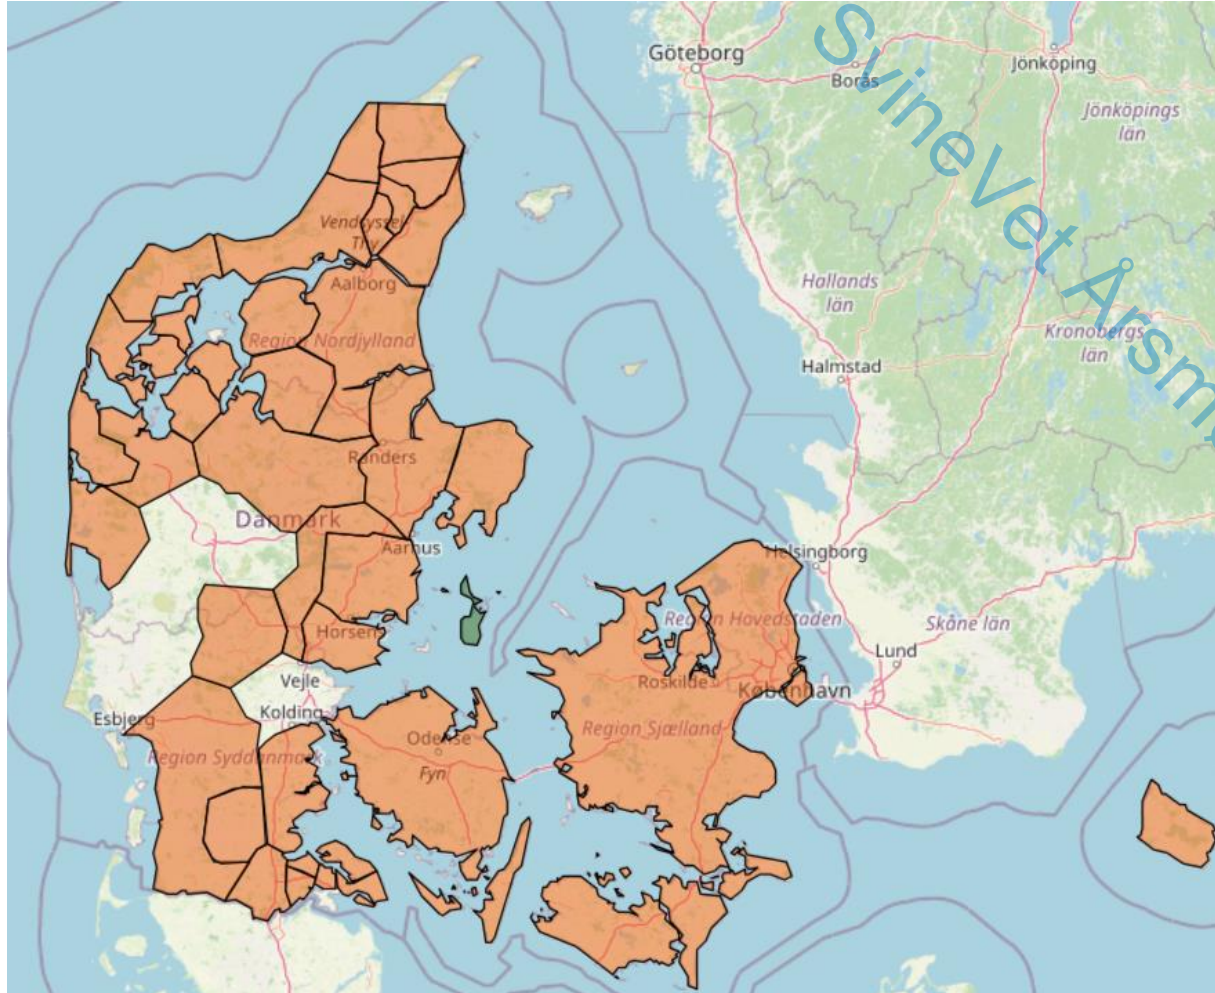 Göteborg
Borås
Jönköping
Jönköpings
län
SvineVet Årsm
Vendsyssel-
Thy
Aalborg
Hallands
län
Region Nordjylland
Kronobergs
län
Halmstad
Randers
Danmark
Aarhus
Helsingborg
Horsens
Region Hovedstaden
Skåne län
Lund
Vejle
Roskilde
København
Esbjerg
Kolding
Region Sjælland
Odense
Region Syddanmark
Fyn